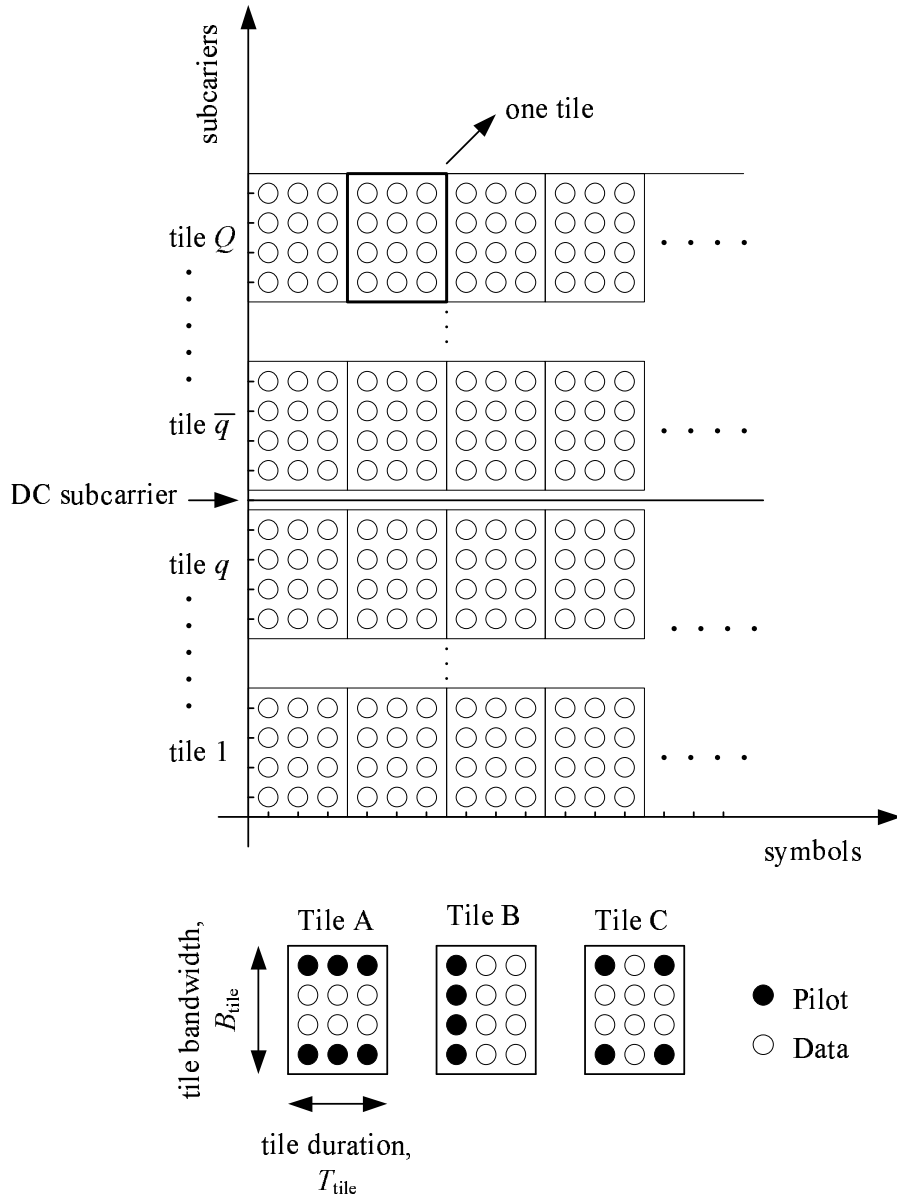 subcariers
one tile
tile Q
tile q̅
DC subcarrier
tile q
tile 1
symbols
Tile A
Tile B
Tile C
tile bandwidth,
B_tile
Pilot
Data
tile duration,
T_tile